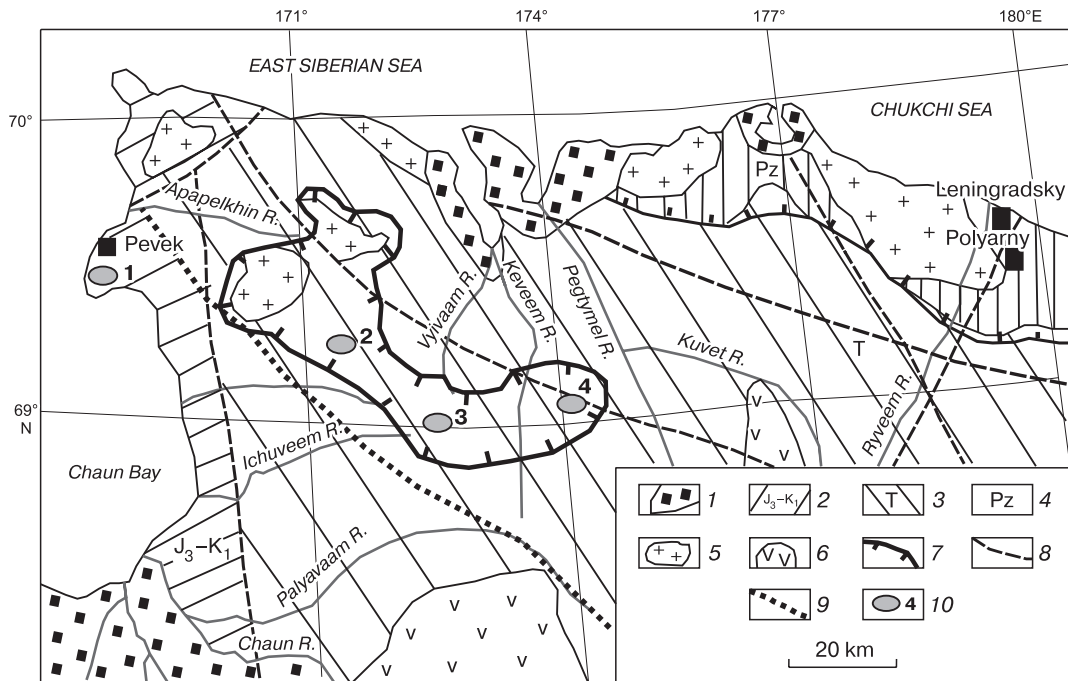 171° 174° 177° 180°E
EAST SIBERIAN SEA
CHUKCHI SEA
70°
Pz
Leningradsky
Apapelkhin R.
Polyarny
Pevek
1
Vyivaam R.
Keveem R.
Pegtymel R.
2
Kuvet R.
T
4
3
69°
N
Ryveem R.
Ichuveem R.
Chaun Bay
J₃–K₁
Palyavaam R.
Chaun R.
V V
V V V
V V V
V V V
1 J₃–K₁ 2 T 3 Pz 4
5 V V 6 7 8
9 4 10
20 km